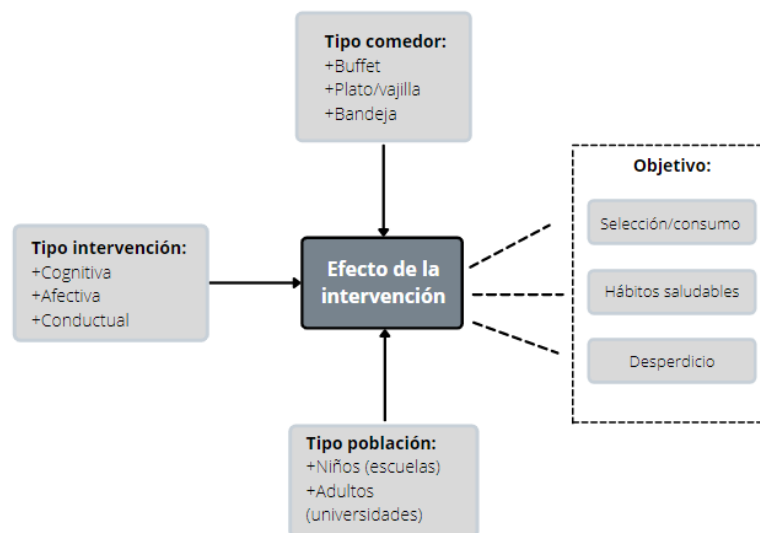 Tipo comedor:
+Buffet
+Plato/vajilla
+Bandeja
Objetivo:
Selección/consumo
Hábitos saludables
Desperdicio
Tipo intervención:
+Cognitiva
+Afectiva
+Conductual
Efecto de la
intervención
Tipo población:
+Niños (escuelas)
+Adultos
(universidades)